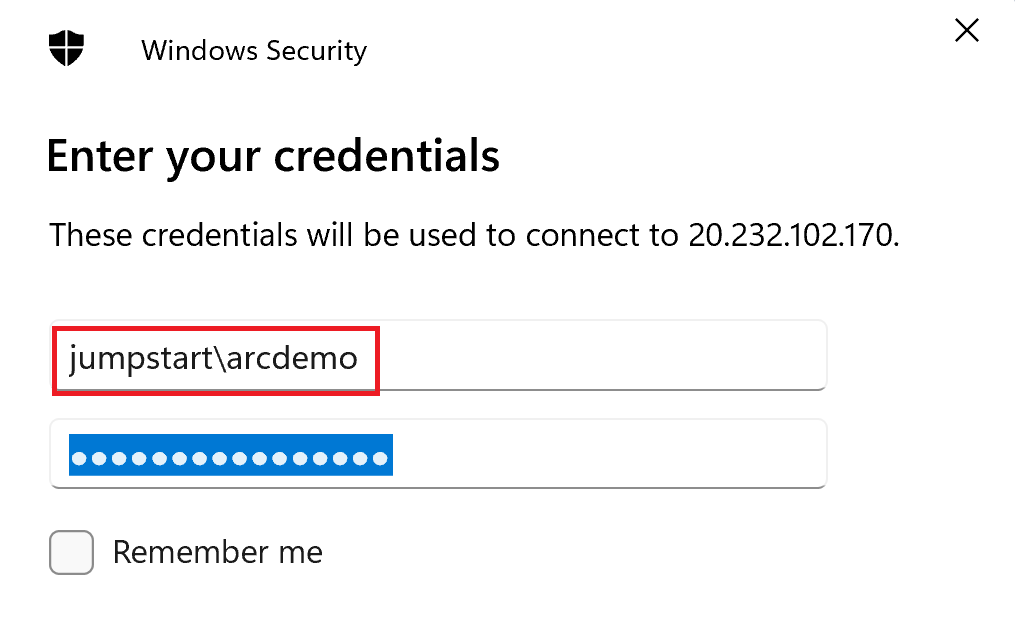 Windows Security
Enter your credentials
These credentials will be used to connect to 20.232.102.170.
jumpstart\arcdemo
●●●●●●●●●●●●●●●●
Remember me